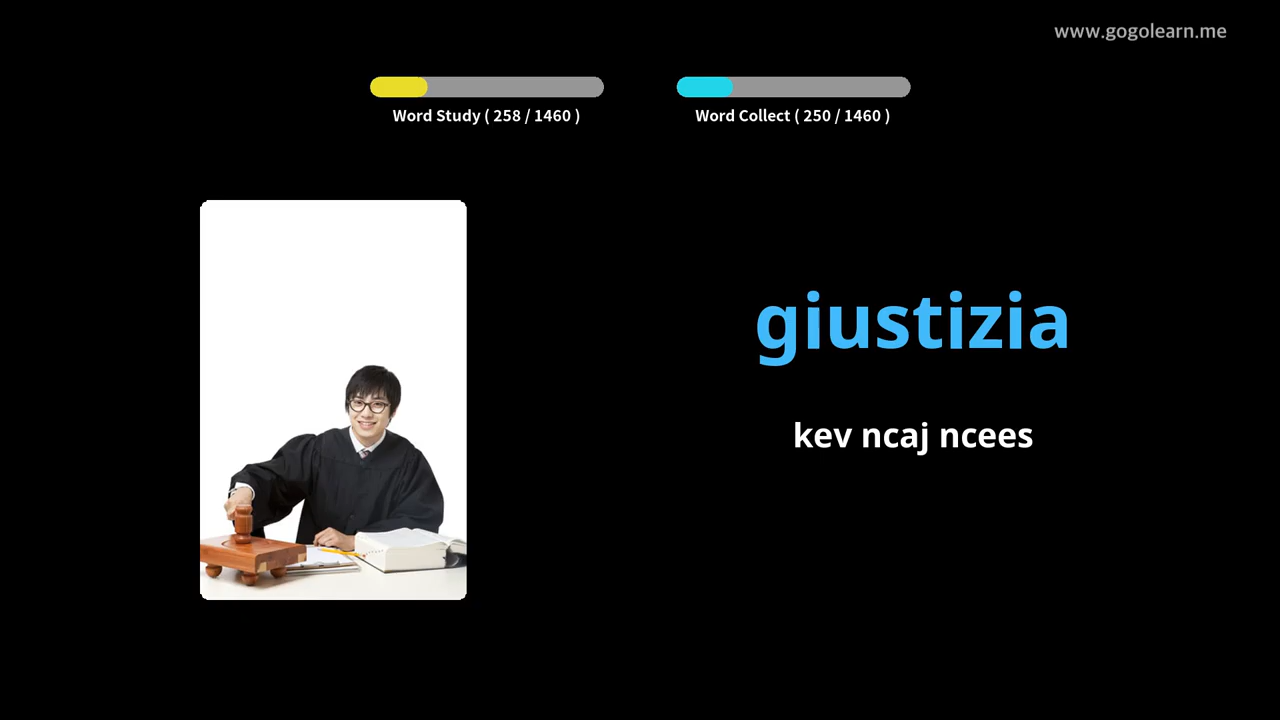 www.gogolearn.me
Word Study ( 258 / 1460 )
Word Collect ( 250 / 1460 )
giustizia
kev ncaj ncees